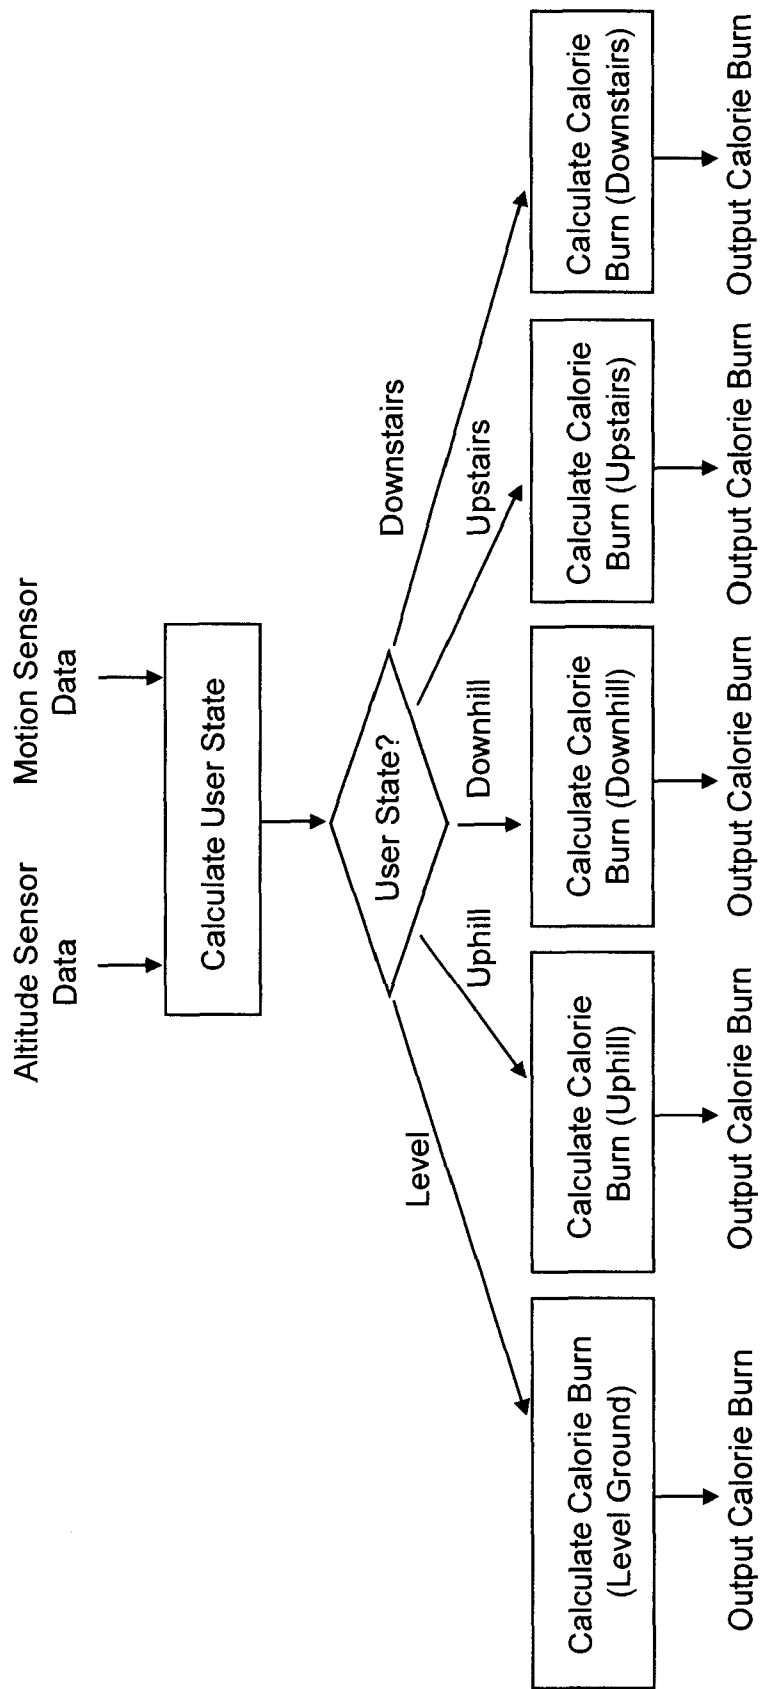 Altitude Sensor
Data
Motion Sensor
Data
Calculate User State
User State?
Level
Uphill
Downhill
Upstairs
Downstairs
Calculate Calorie Burn
(Level Ground)
Calculate Calorie
Burn (Uphill)
Calculate Calorie
Burn (Downhill)
Calculate Calorie
Burn (Upstairs)
Calculate Calorie
Burn (Downstairs)
Output Calorie Burn
Output Calorie Burn
Output Calorie Burn
Output Calorie Burn
Output Calorie Burn